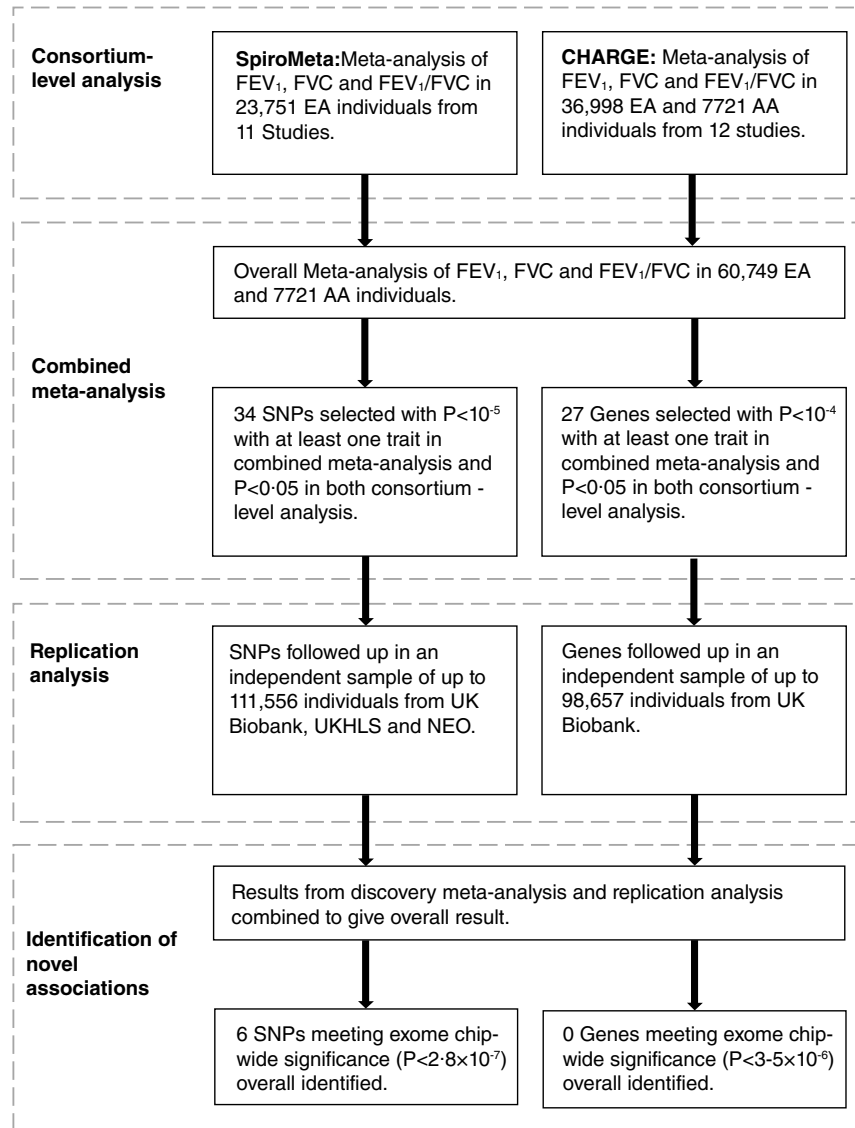 Consortium-
level analysis
SpiroMeta:Meta-analysis of
FEV₁, FVC and FEV₁/FVC in
23,751 EA individuals from
11 Studies.
CHARGE: Meta-analysis of
FEV₁, FVC and FEV₁/FVC in
36,998 EA and 7721 AA
individuals from 12 studies.
Combined
meta-analysis
Overall Meta-analysis of FEV₁, FVC and FEV₁/FVC in 60,749 EA
and 7721 AA individuals.
34 SNPs selected with P<10⁻⁵
with at least one trait in
combined meta-analysis and
P<0·05 in both consortium -
level analysis.
27 Genes selected with P<10⁻⁴
with at least one trait in
combined meta-analysis and
P<0·05 in both consortium -
level analysis.
Replication
analysis
SNPs followed up in an
independent sample of up to
111,556 individuals from UK
Biobank, UKHLS and NEO.
Genes followed up in an
independent sample of up to
98,657 individuals from UK
Biobank.
Identification of
novel
associations
Results from discovery meta-analysis and replication analysis
combined to give overall result.
6 SNPs meeting exome chip-
wide significance (P<2·8×10⁻⁷)
overall identified.
0 Genes meeting exome chip-
wide significance (P<3-5×10⁻⁶)
overall identified.